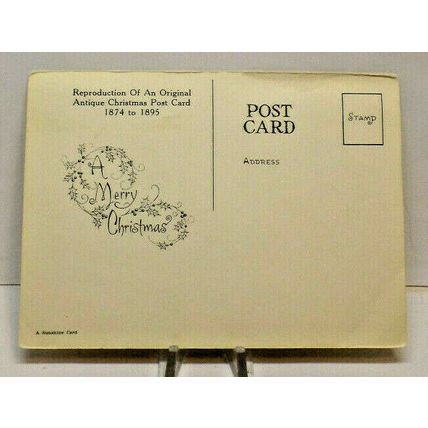 Reproduction Of An Original
Antique Christmas Post Card
1874 to 1895
A
Merry
Christmas
A Sunshine Card
POST
CARD
ADDRESS
STAMP